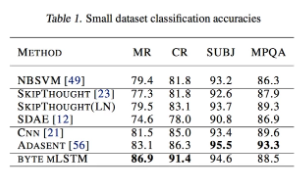 Table 1. Small dataset classification accuracies
METHOD MR CR SUBJ MPQA
NBSVM [49] 79.4 81.8 93.2 86.3
SKIPTHOUGHT [23] 77.3 81.8 92.6 87.9
SKIPTHOUGHT(LN) 79.5 83.1 93.7 89.3
SDAE [12] 74.6 78.0 90.8 86.9
CNN [21] 81.5 85.0 93.4 89.6
ADASENT [56] 83.1 86.3 95.5 93.3
BYTE MLSTM 86.9 91.4 94.6 88.5